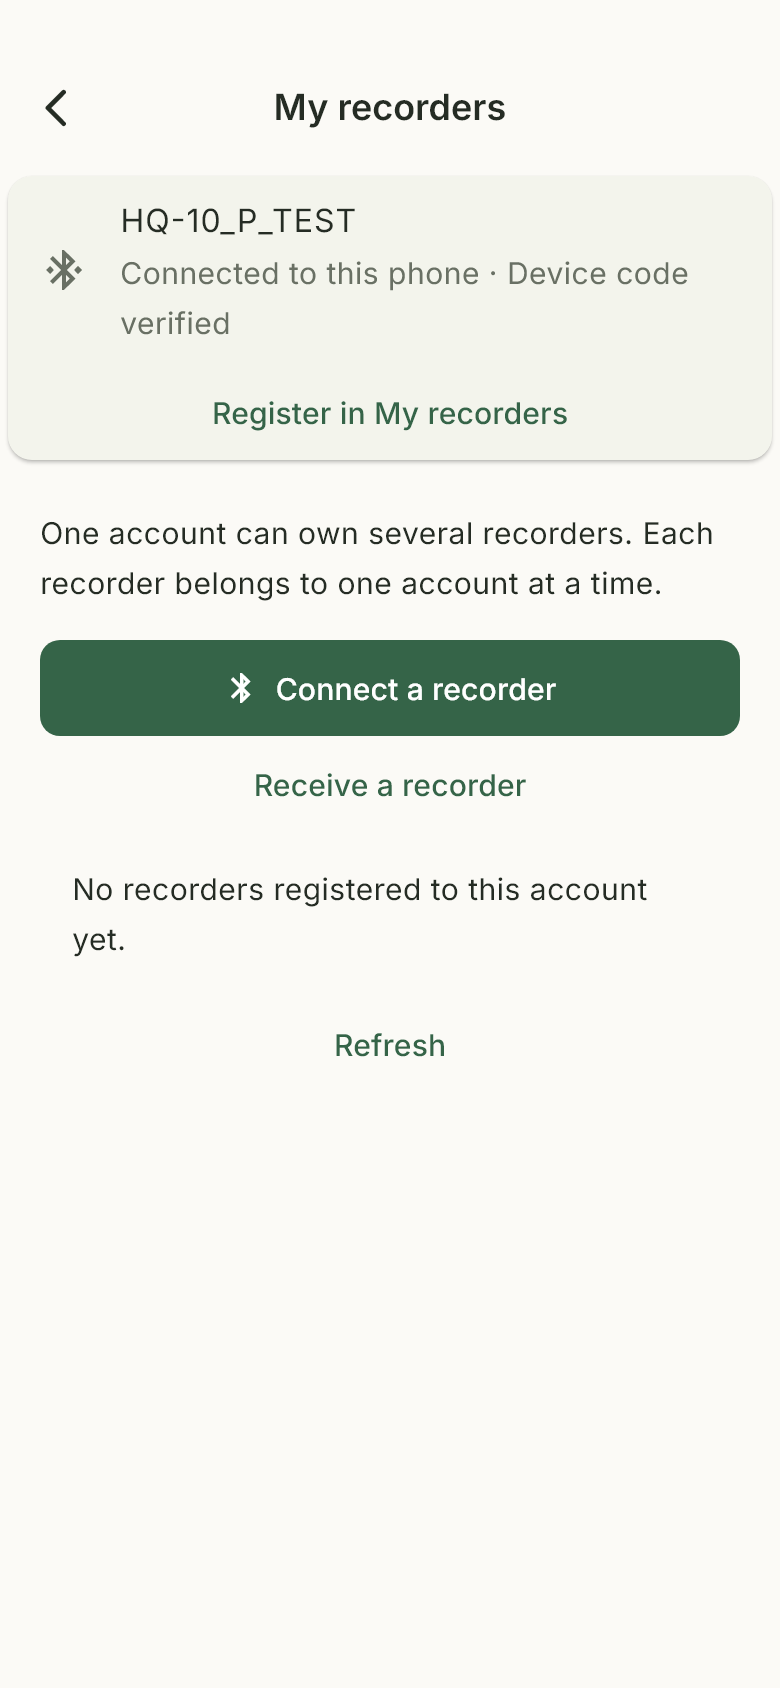 My recorders
HQ-10_P_TEST
Connected to this phone · Device code
verified
Register in My recorders
One account can own several recorders. Each
recorder belongs to one account at a time.
Connect a recorder
Receive a recorder
No recorders registered to this account
yet.
Refresh